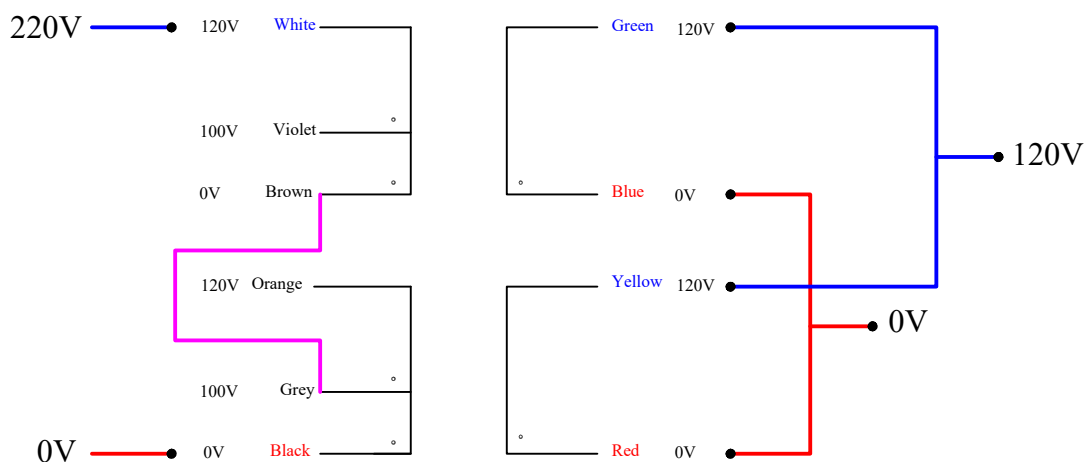 220V 120V White Green 120V
100V Violet 120V
0V Brown Blue 0V
120V Orange Yellow 120V
0V
100V Grey
0V 0V Black Red 0V